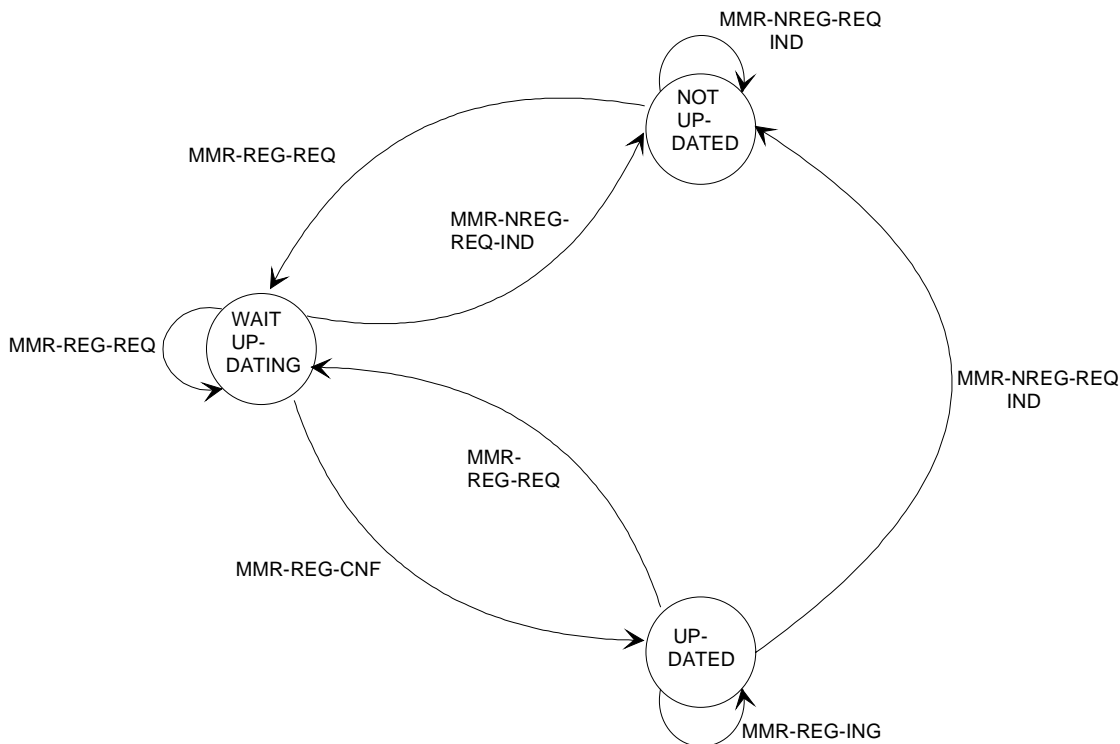 MMR-NREG-REQ
IND
NOT
UP-
DATED
MMR-REG-REQ
MMR-NREG-
REQ-IND
WAIT
UP-
DATING
MMR-REG-REQ
MMR-NREG-REQ
IND
MMR-
REG-REQ
MMR-REG-CNF
UP-
DATED
MMR-REG-ING